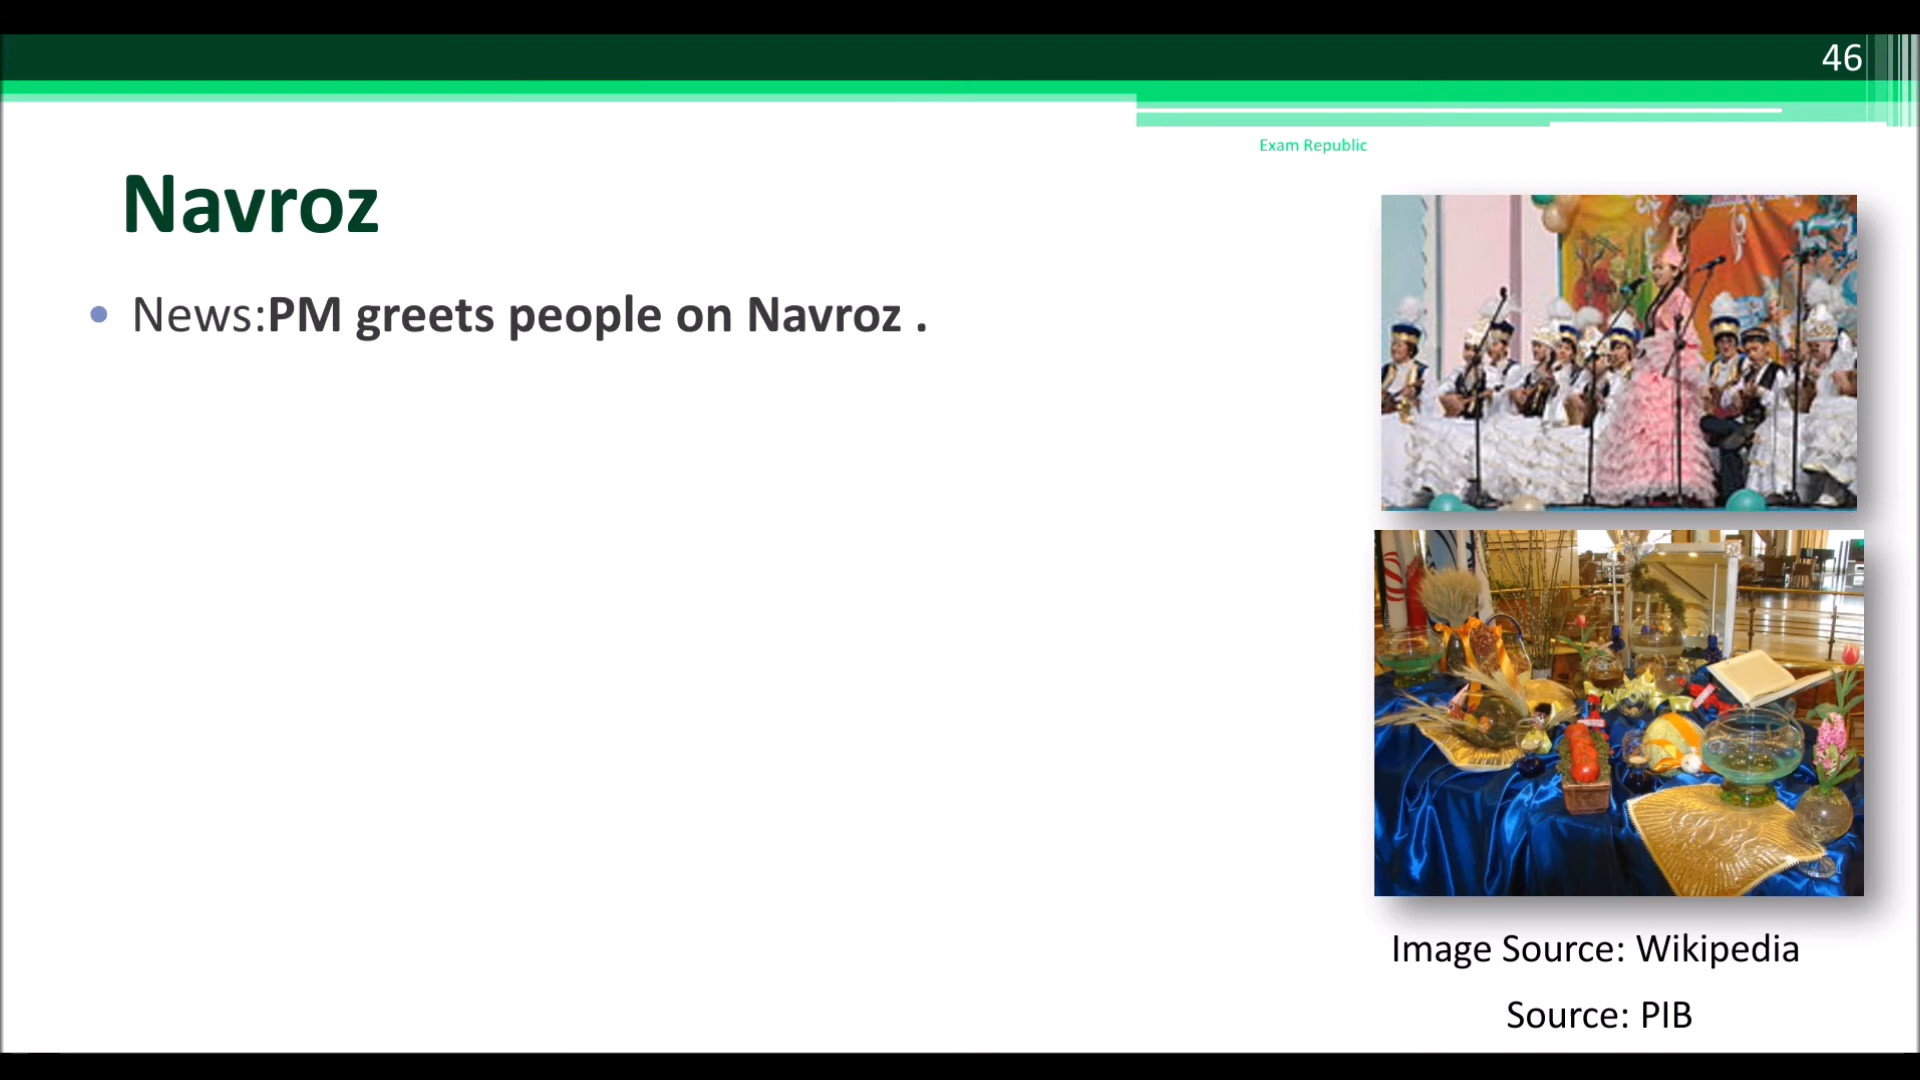 46
Exam Republic
Navroz
• News:PM greets people on Navroz .
Image Source: Wikipedia
Source: PIB